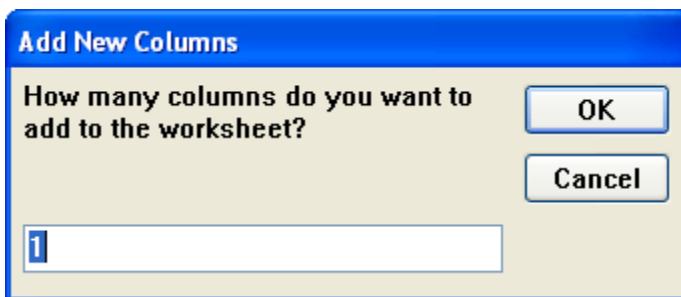 Add New Columns
How many columns do you want to
add to the worksheet?
OK
Cancel
1